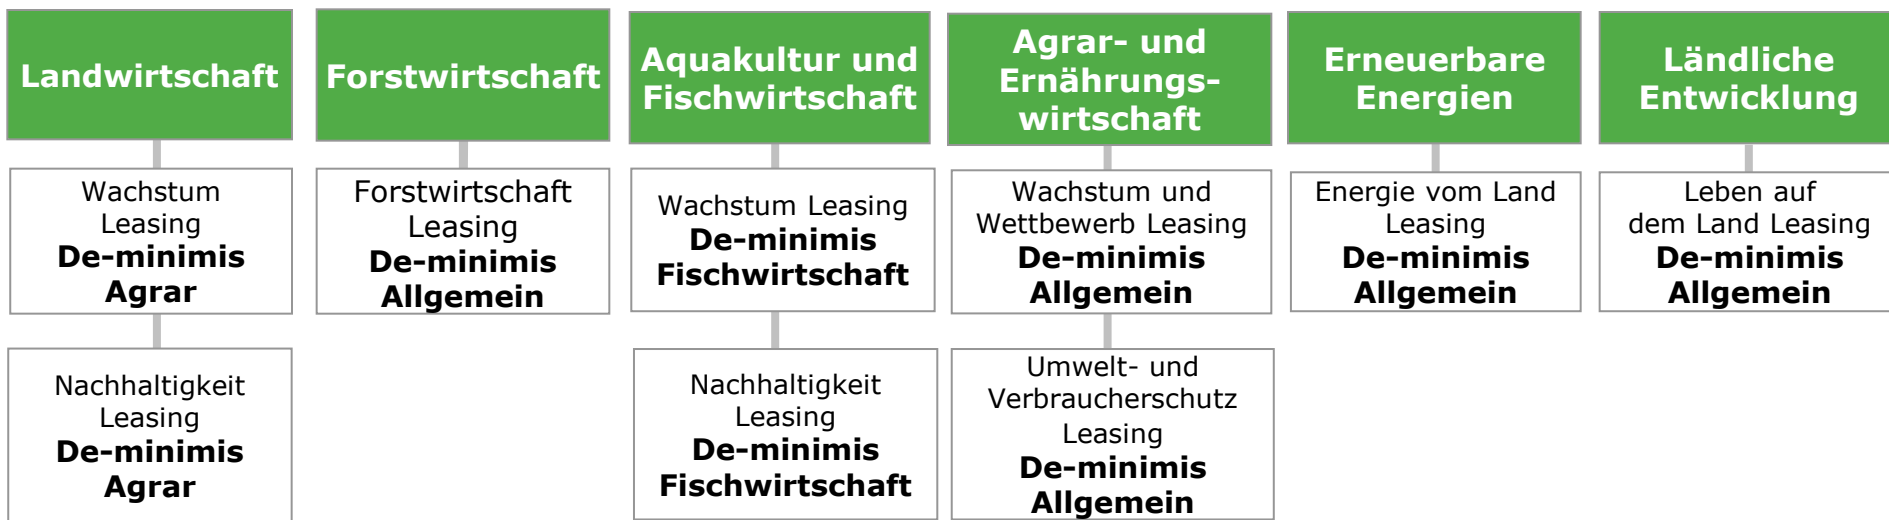 Landwirtschaft
Wachstum
Leasing
De-minimis
Agrar
Nachhaltigkeit
Leasing
De-minimis
Agrar
Forstwirtschaft
Forstwirtschaft
Leasing
De-minimis
Allgemein
Aquakultur und
Fischwirtschaft
Wachstum Leasing
De-minimis
Fischwirtschaft
Nachhaltigkeit
Leasing
De-minimis
Fischwirtschaft
Agrar- und
Ernährungs-
wirtschaft
Wachstum und
Wettbewerb Leasing
De-minimis
Allgemein
Umwelt- und
Verbraucherschutz
Leasing
De-minimis
Allgemein
Erneuerbare
Energien
Energie vom Land
Leasing
De-minimis
Allgemein
Ländliche
Entwicklung
Leben auf
dem Land Leasing
De-minimis
Allgemein